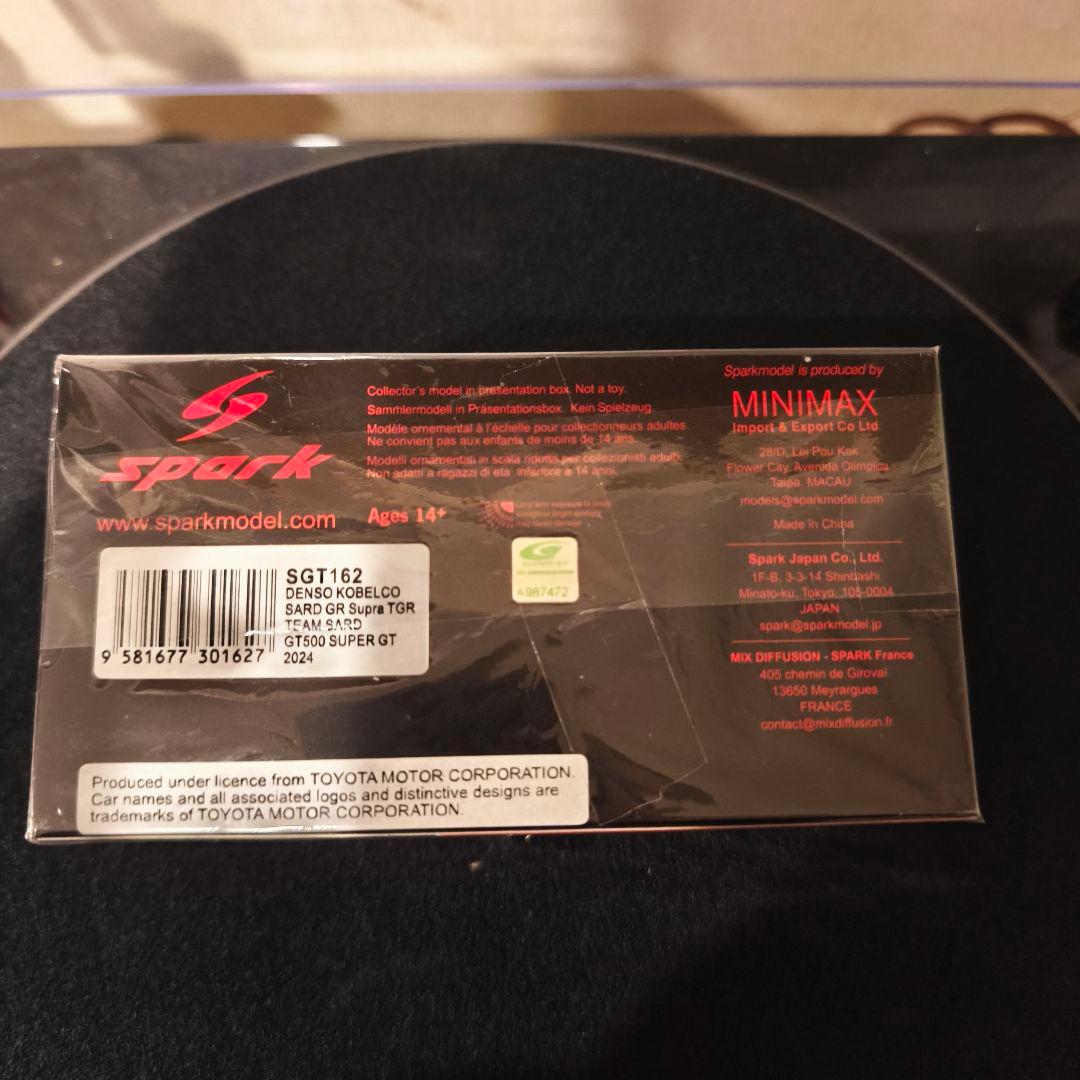 spark
www.sparkmodel.com
Collector's model in presentation box. Not a toy.
Sammlermodell in Präsentationsbox. Kein Spielzeug.
Modèle ornemental à l'échelle pour collectionneurs adultes.
Ne convient pas aux enfants de moins de 14 ans.
Modelli ornamentali in scala ridotta per collezionisti adulti.
Non adatti a ragazzi di eta' inferiore a 14 anni.
Ages 14+
SUPER GT
A987472
SGT162
DENSO KOBELCO
SARD GR Supra TGR
TEAM SARD
GT500 SUPER GT
2024
9 581677 301627
Produced under licence from TOYOTA MOTOR CORPORATION.
Car names and all associated logos and distinctive designs are
trademarks of TOYOTA MOTOR CORPORATION.
Sparkmodel is produced by
MINIMAX
Import & Export Co Ltd
28/D, Lei Pou Kok
Flower City, Avenida Olimpica
Taipa, MACAU
models@sparkmodel.com
Made in China
Spark Japan Co., Ltd.
1F-B, 3-3-14 Shinbashi
Minato-ku, Tokyo, 105-0004
JAPAN
spark@sparkmodel.jp
MIX DIFFUSION - SPARK France
405 chemin de Girovai
13650 Meyrargues
FRANCE
contact@mixdiffusion.fr